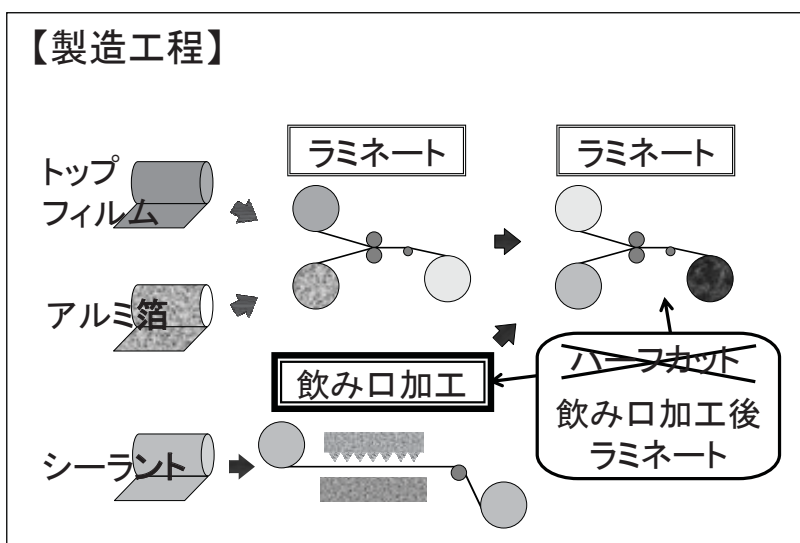 【製造工程】
ラミネート
ラミネート
トップ
フィルム
アルミ箔
飲み口加工
ハーフカット
飲み口加工後
ラミネート
シーラント